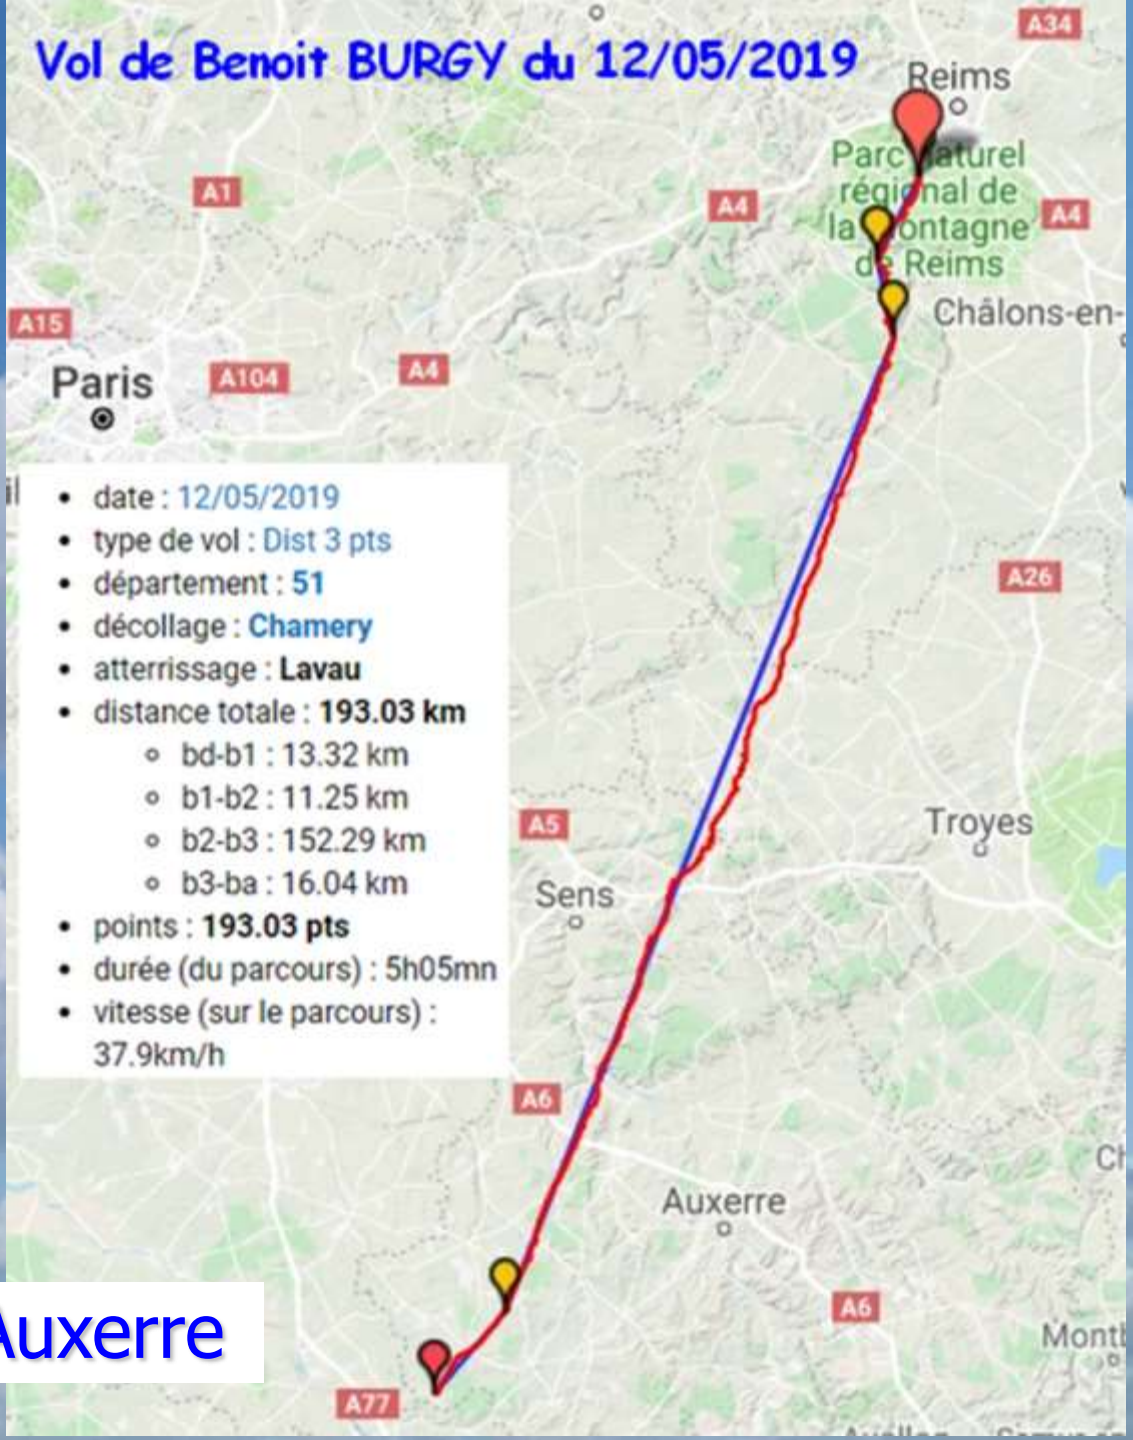 A34
Vol de Benoit BURGY du 12/05/2019
Reims
Parc naturel
régional de
la Montagne
de Reims
A1
A4
A4
A15
Châlons-en-
Paris
A104
A4
• date : 12/05/2019
• type de vol : Dist 3 pts
• département : 51
• décollage : Chamery
• atterrissage : Lavau
• distance totale : 193.03 km
bd-b1 : 13.32 km
b1-b2 : 11.25 km
b2-b3 : 152.29 km
b3-ba : 16.04 km
• points : 193.03 pts
• durée (du parcours) : 5h05mn
• vitesse (sur le parcours) :
37.9km/h
A26
A5
Troyes
Sens
A6
Auxerre
A6
Auxerre
A77